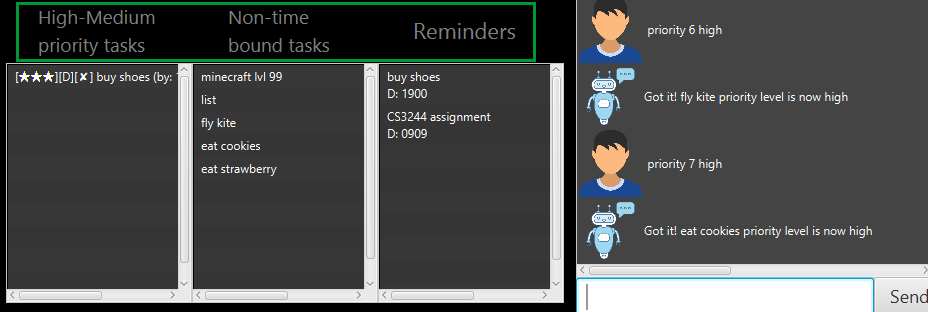 High-Medium
priority tasks
Non-time
bound tasks
Reminders
[★★★][D][✘] buy shoes (by:
minecraft lvl 99
list
fly kite
eat cookies
eat strawberry
buy shoes
D: 1900
CS3244 assignment
D: 0909
priority 6 high
Got it! fly kite priority level is now high
priority 7 high
Got it! eat cookies priority level is now high
Send